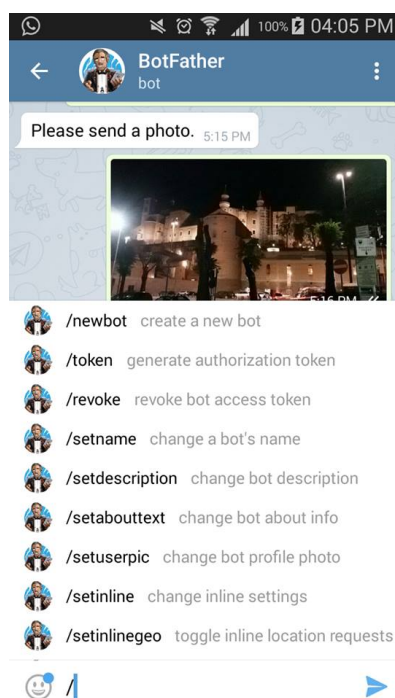 100% 04:05 PM
BotFather
bot
Please send a photo. 5:15 PM
5:16 PM
/newbot create a new bot
/token generate authorization token
/revoke revoke bot access token
/setname change a bot's name
/setdescription change bot description
/setabouttext change bot about info
/setuserpic change bot profile photo
/setinline change inline settings
/setinlinegeo toggle inline location requests
/